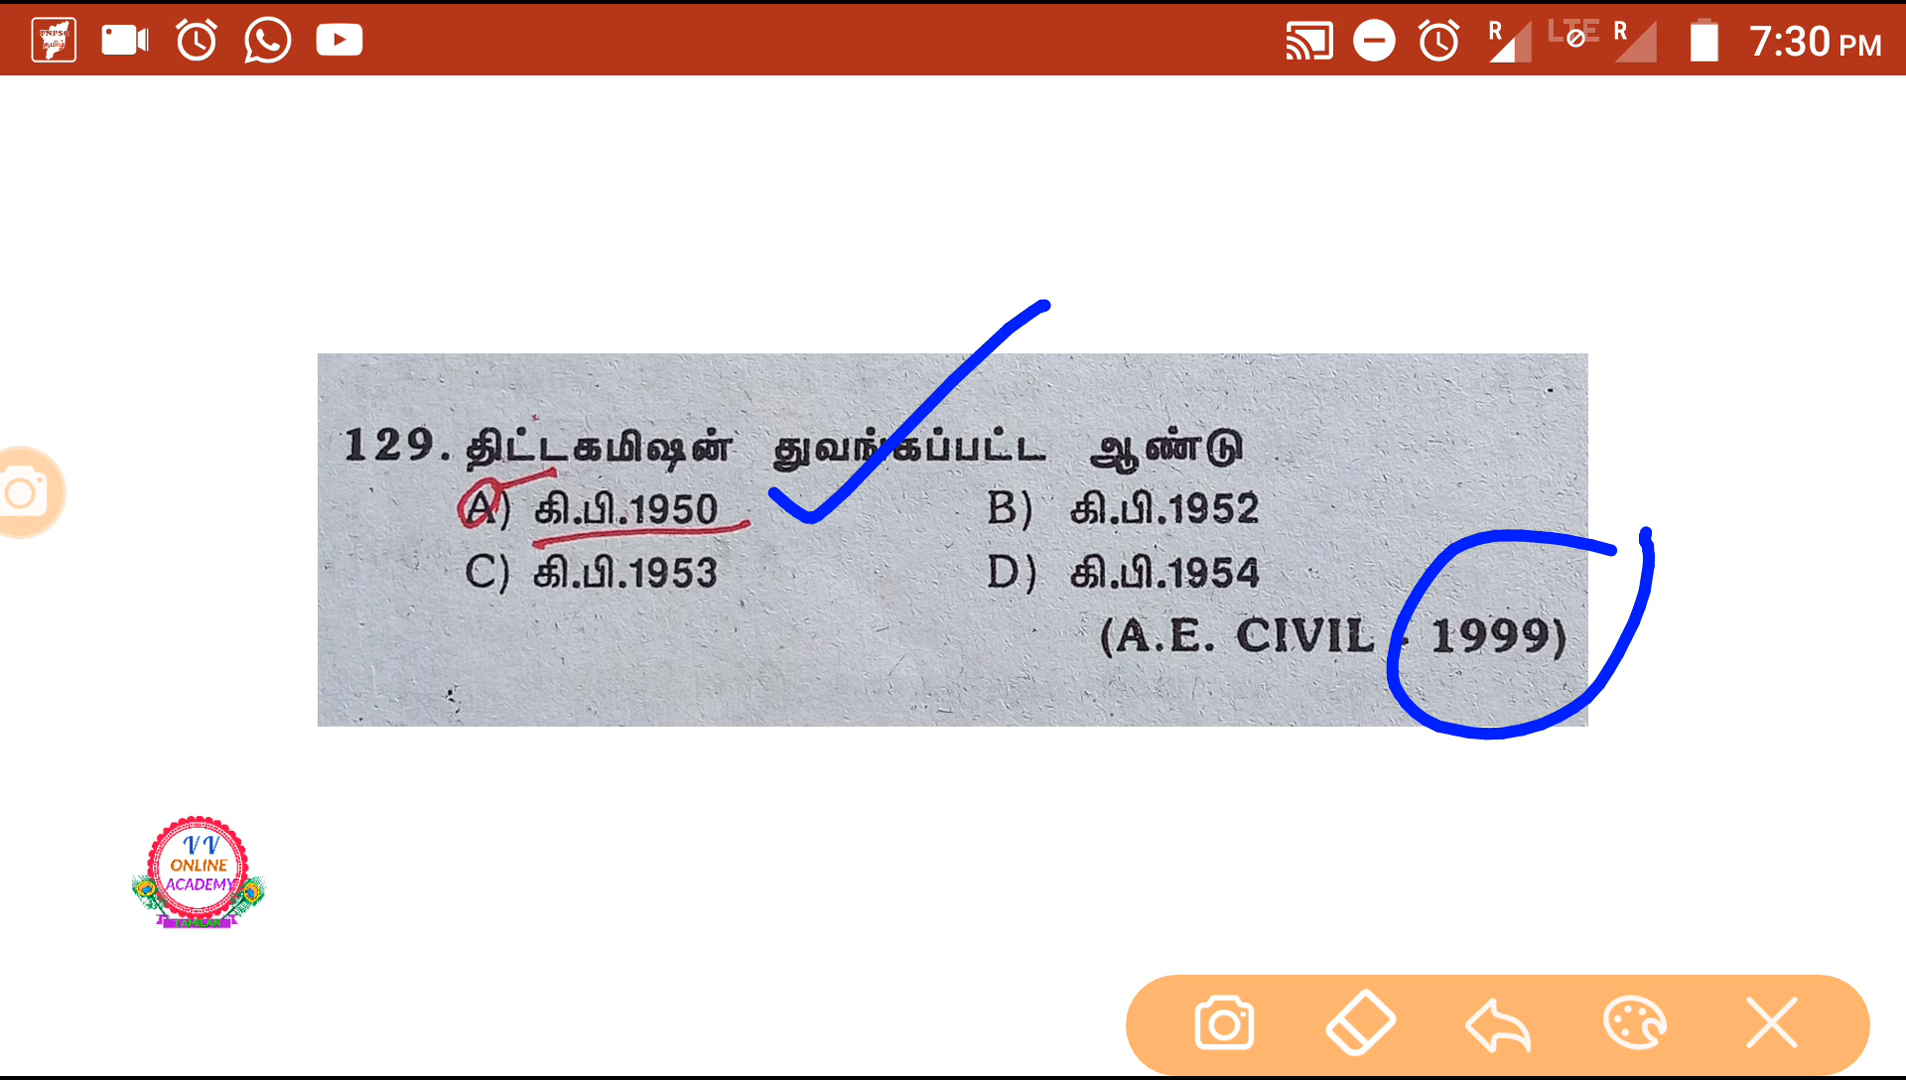 7:30 PM
129. திட்டகமிஷன் துவங்கப்பட்ட ஆண்டு
A) கி.பி.1950 B) கி.பி.1952
C) கி.பி.1953 D) கி.பி.1954
(A.E. CIVIL - 1999)
VV
ONLINE
ACADEMY
R LTE R